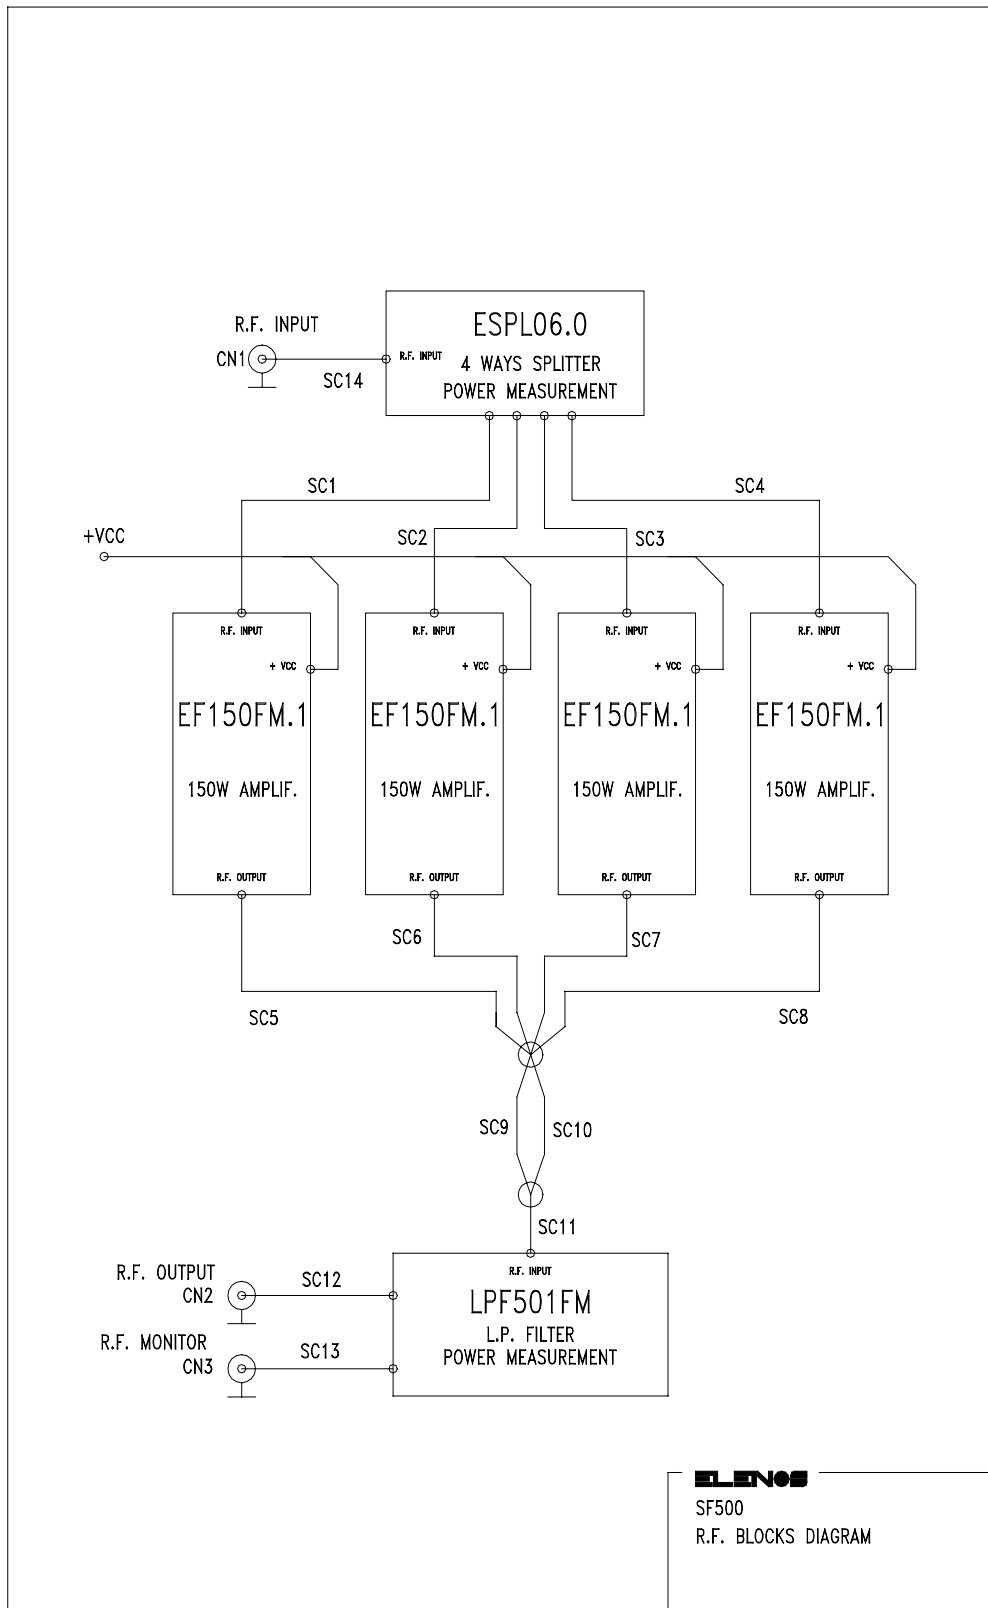 R.F. INPUT
CN1
SC14
R.F. INPUT
ESPL06.0
4 WAYS SPLITTER
POWER MEASUREMENT
SC1
SC4
SC2
SC3
+VCC
R.F. INPUT
+ VCC
EF150FM.1
150W AMPLIF.
R.F. OUTPUT
R.F. INPUT
+ VCC
EF150FM.1
150W AMPLIF.
R.F. OUTPUT
R.F. INPUT
+ VCC
EF150FM.1
150W AMPLIF.
R.F. OUTPUT
R.F. INPUT
+ VCC
EF150FM.1
150W AMPLIF.
R.F. OUTPUT
SC6
SC7
SC5
SC8
SC9
SC10
SC11
R.F. OUTPUT
CN2
SC12
R.F. MONITOR
CN3
SC13
R.F. INPUT
LPF501FM
L.P. FILTER
POWER MEASUREMENT
ELENOS
SF500
R.F. BLOCKS DIAGRAM